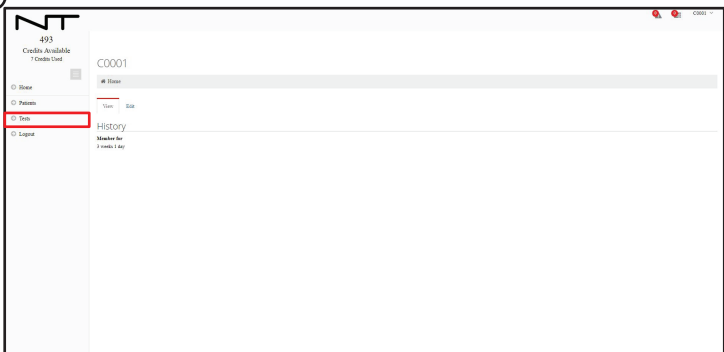 NT
C0001
493
Credits Available
7 Credits Used
C0001
Home
Home
Patients
View Edit
Tests
History
Logout
Member for
3 weeks 1 day